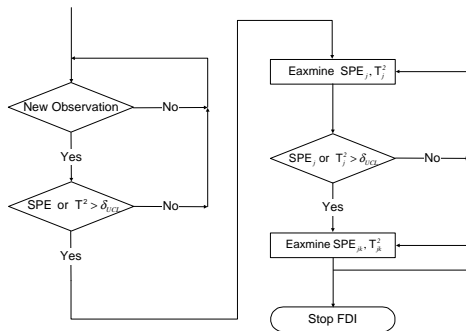 New Observation
No
Yes
SPE or T² > δ_UCL
No
Yes
Eaxmine SPE_j, T_j²
SPE_j or T_j² > δ_UCL
No
Yes
Eaxmine SPE_jk, T_jk²
Stop FDI